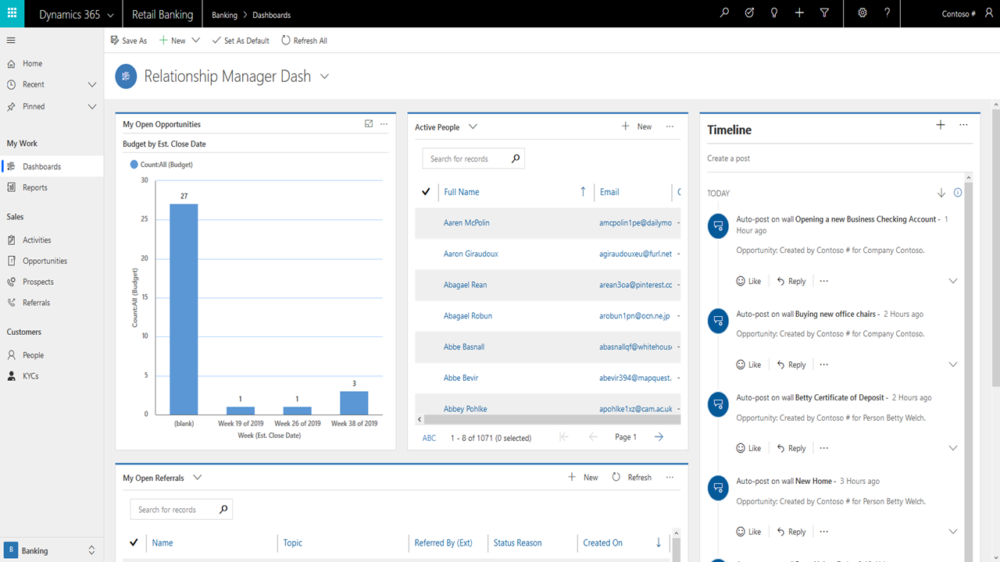 Dynamics 365
Retail Banking
Banking > Dashboards
Contoso #
Save As
New
Set As Default
Refresh All
Home
Recent
Pinned
My Work
Dashboards
Reports
Sales
Activities
Opportunities
Prospects
Referrals
Customers
People
KYCs
B Banking
Relationship Manager Dash
My Open Opportunities
Budget by Est. Close Date
Count:All (Budget)
30
25
20
15
10
5
0
Count:All (Budget)
27
1
1
3
(blank)
Week 19 of 2019
Week 26 of 2019
Week 38 of 2019
Week (Est. Close Date)
Active People
New
Search for records
Full Name Email
Aaren McPolin amcpolin1pe@dailymo -
Aaron Giraudoux agiraudouxeu@furl.net -
Abagael Rean arean3oa@pinterest.cc -
Abagael Robun arobun1pn@ocn.ne.jp -
Abbe Basnall abasnallqf@whitehouse -
Abbe Bevir abevir394@mapquest. -
Abbey Pohlke apohlke1xz@cam.ac.uk -
ABC 1 - 8 of 1071 (0 selected) Page 1
Timeline
Create a post
TODAY
Auto-post on wall Opening a new Business Checking Account - 1
Hour ago
Opportunity: Created by Contoso # for Company Contoso.
Like Reply
Auto-post on wall Buying new office chairs - 2 Hours ago
Opportunity: Created by Contoso # for Company Contoso.
Like Reply
Auto-post on wall Betty Certificate of Deposit - 2 Hours ago
Opportunity: Created by Contoso # for Person Betty Welch.
Like Reply
Auto-post on wall New Home - 3 Hours ago
Opportunity: Created by Contoso # for Person Betty Welch.
Like Reply
My Open Referrals
New
Refresh
Search for records
Name Topic Referred By (Ext) Status Reason Created On